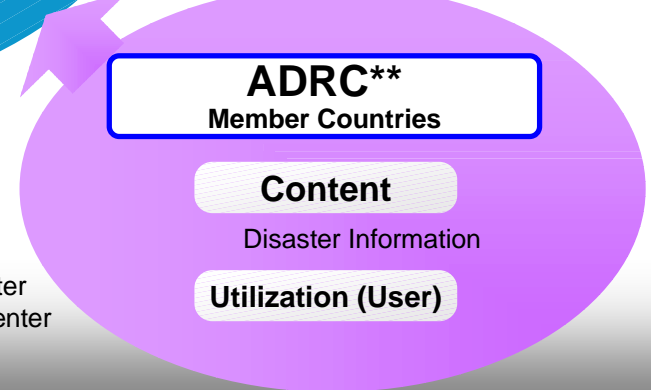 ADRC**
Member Countries
Content
Disaster Information
Utilization (User)